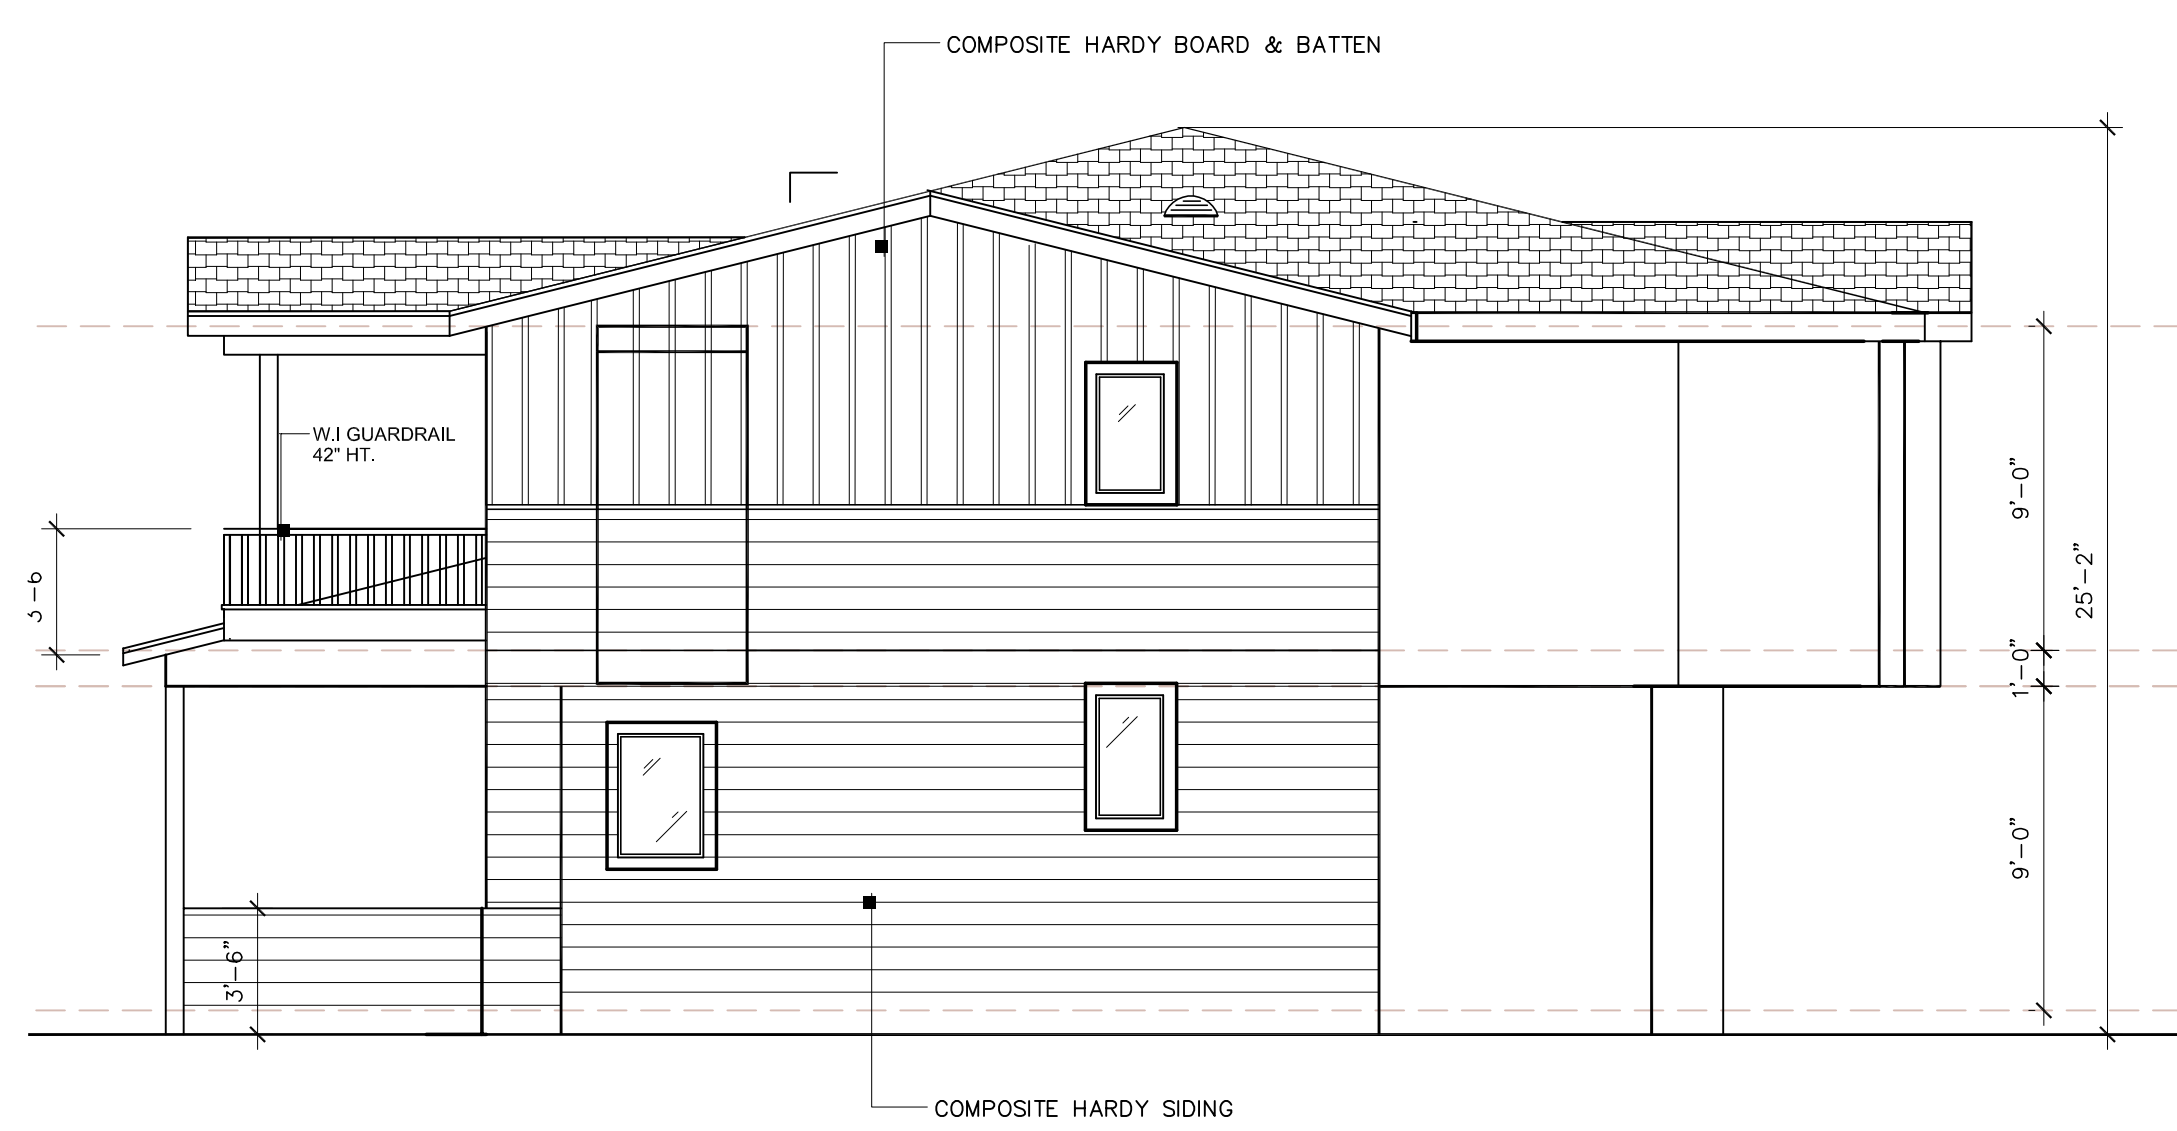 COMPOSITE HARDY BOARD & BATTEN
W.I GUARDRAIL
42" HT.
9'-0"
25'-2"
3 -6
1'-0"
9'-0"
3'-6"
COMPOSITE HARDY SIDING